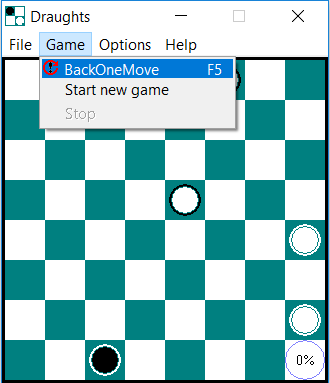 Draughts
File Game Options Help
BackOneMove F5
Start new game
Stop
0%